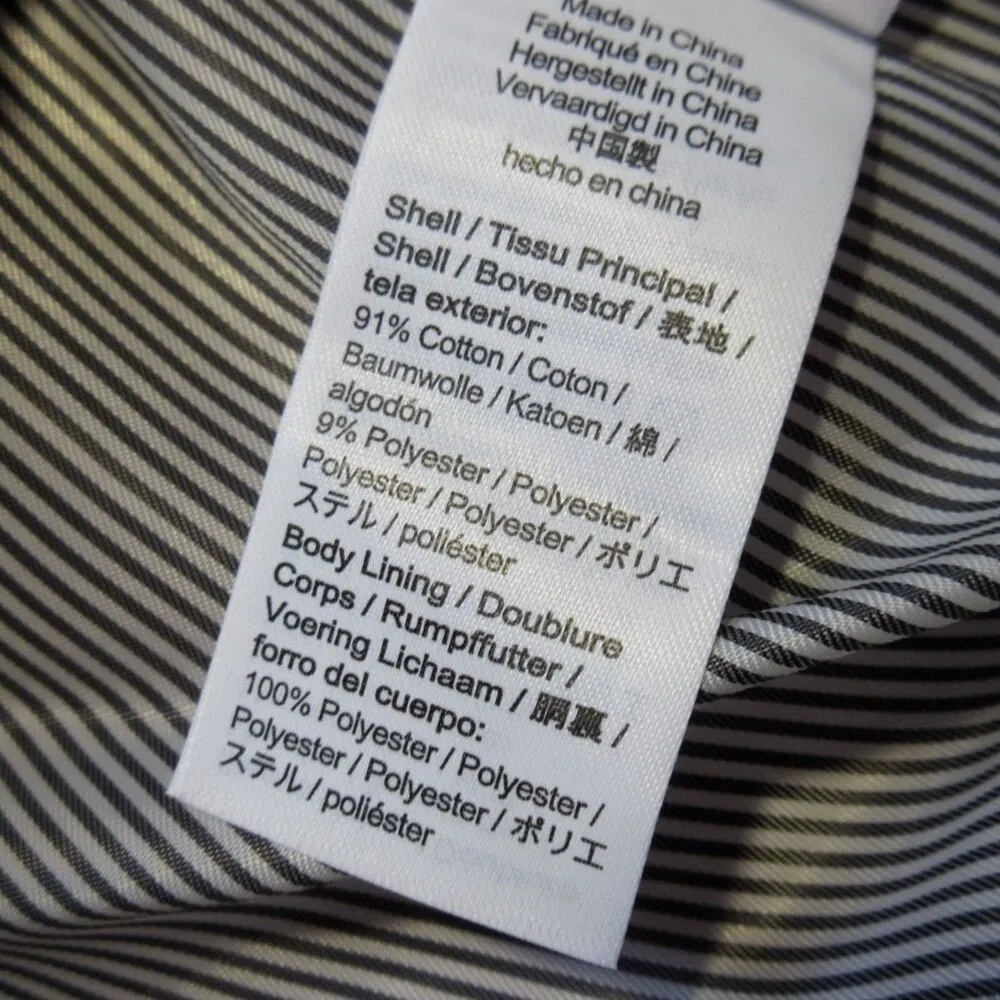 Made in China
Fabriqué en Chine
Hergestellt in China
Vervaardigd in China
中国製
hecho en china
Shell / Tissu Principal /
Shell / Bovenstof / 表地 /
tela exterior:
91% Cotton / Coton /
Baumwolle / Katoen / 綿 /
algodón
9% Polyester / Polyester /
Polyester / Polyester / ポリエ
ステル / poliéster
Body Lining / Doublure
Corps / Rumpffutter /
Voering Lichaam / 胴裏 /
forro del cuerpo:
100% Polyester / Polyester /
Polyester / Polyester / ポリエ
ステル / poliéster